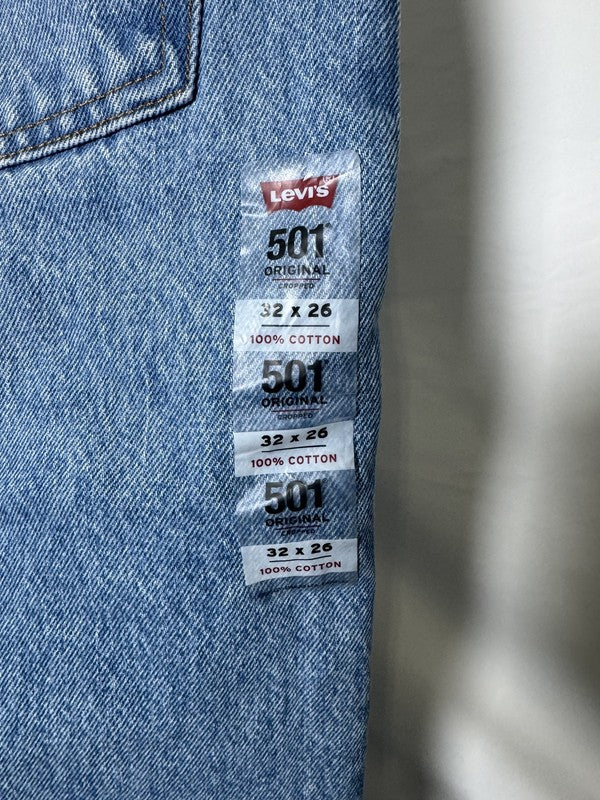 Levi's
501
ORIGINAL
CROPPED
32 x 26
100% COTTON
501
ORIGINAL
CROPPED
32 x 26
100% COTTON
501
ORIGINAL
CROPPED
32 x 26
100% COTTON